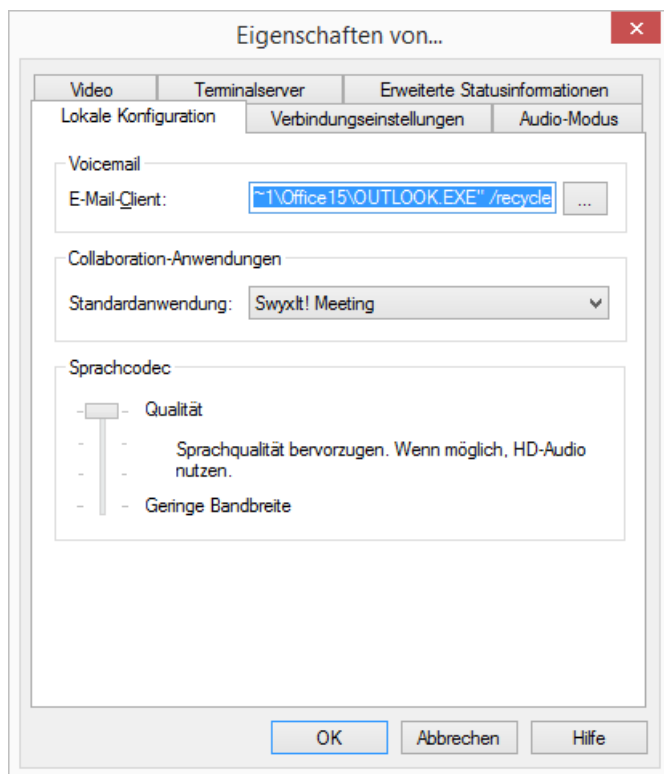 Eigenschaften von...
Video Terminalserver Erweiterte Statusinformationen
Lokale Konfiguration Verbindungseinstellungen Audio-Modus
Voicemail
E-Mail-Client: ~1\Office15\OUTLOOK.EXE" /recycle ...
Collaboration-Anwendungen
Standardanwendung: SwyxIt! Meeting
Sprachcodec
Qualität
Sprachqualität bervorzugen. Wenn möglich, HD-Audio
nutzen.
Geringe Bandbreite
OK Abbrechen Hilfe